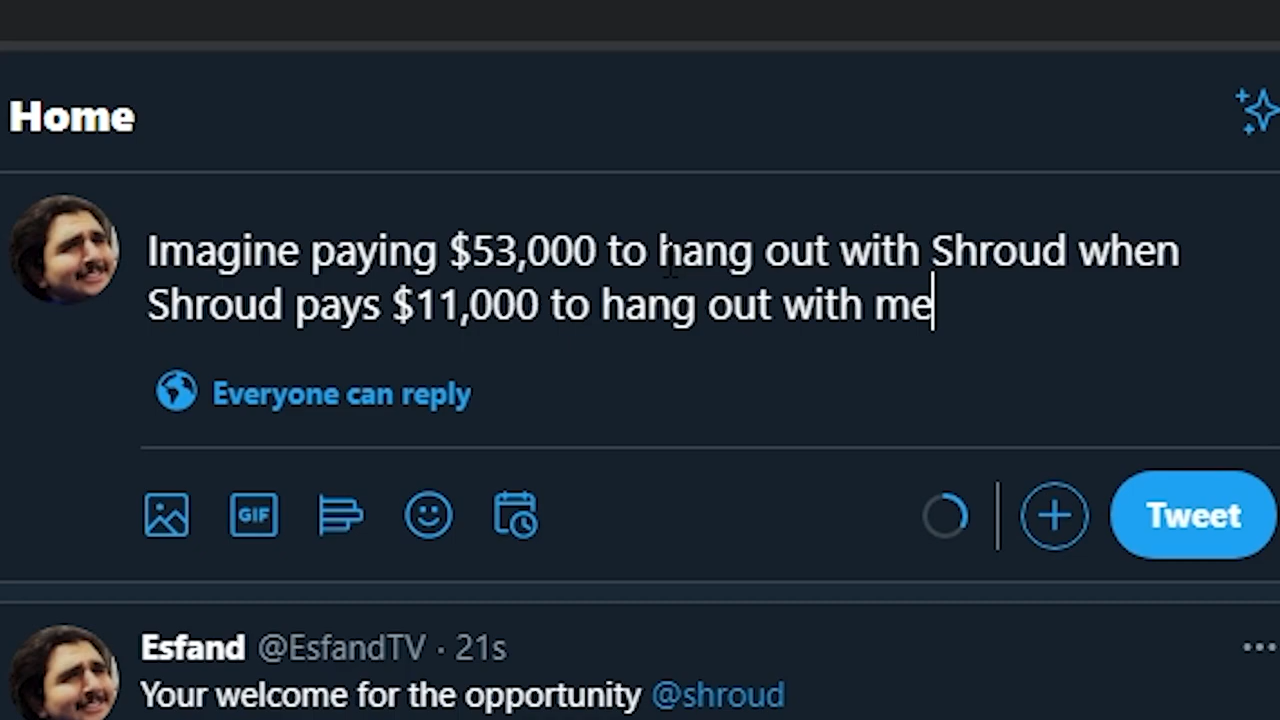 Home
Imagine paying $53,000 to hang out with Shroud when
Shroud pays $11,000 to hang out with me
Everyone can reply
GIF
Tweet
Esfand @EsfandTV · 21s
Your welcome for the opportunity @shroud